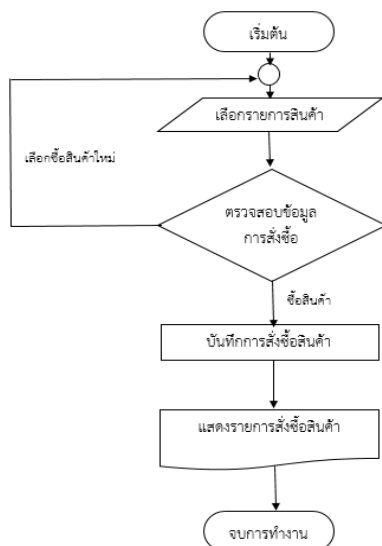 เริ่มต้น
เลือกรายการสินค้า
เลือกซื้อสินค้าใหม่
ตรวจสอบข้อมูล
การสั่งซื้อ
ซื้อสินค้า
บันทึกการสั่งซื้อสินค้า
แสดงรายการสั่งซื้อสินค้า
จบการทำงาน